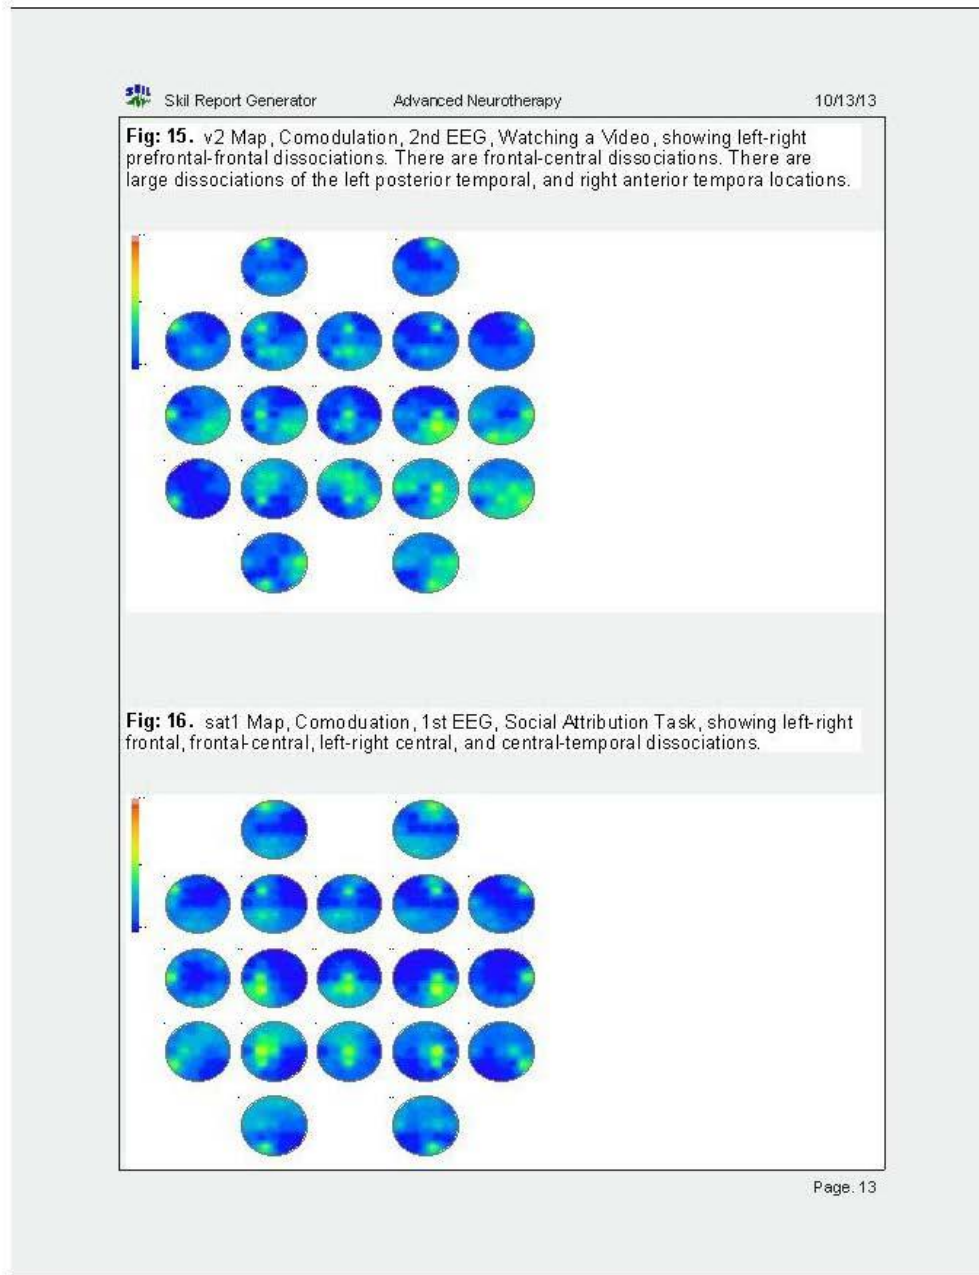 SKIL
Skil Report Generator Advanced Neurotherapy 10/13/13
Fig: 15. v2 Map, Comodulation, 2nd EEG, Watching a Video, showing left-right
prefrontal-frontal dissociations. There are frontal-central dissociations. There are
large dissociations of the left posterior temporal, and right anterior tempora locations.
Fig: 16. sat1 Map, Comoduation, 1st EEG, Social Attribution Task, showing left-right
frontal, frontal-central, left-right central, and central-temporal dissociations.
Page. 13